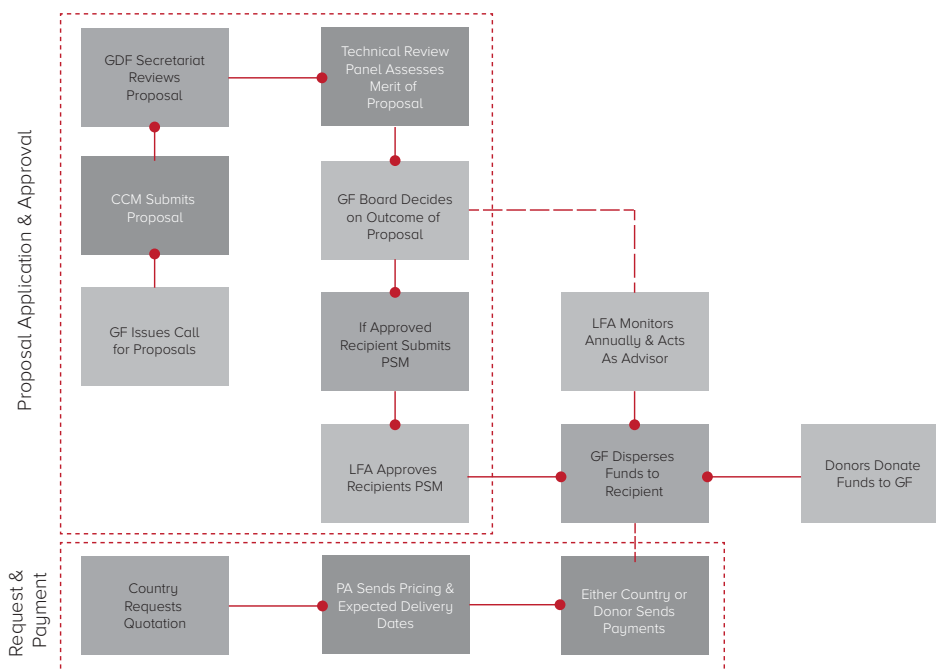 Proposal Application & Approval
GDF Secretariat
Reviews
Proposal
Technical Review
Panel Assesses
Merit of
Proposal
CCM Submits
Proposal
GF Board Decides
on Outcome of
Proposal
GF Issues Call
for Proposals
If Approved
Recipient Submits
PSM
LFA Monitors
Annually & Acts
As Advisor
LFA Approves
Recipients PSM
GF Disperses
Funds to
Recipient
Donors Donate
Funds to GF
Request &
Payment
Country
Requests
Quotation
PA Sends Pricing &
Expected Delivery
Dates
Either Country or
Donor Sends
Payments